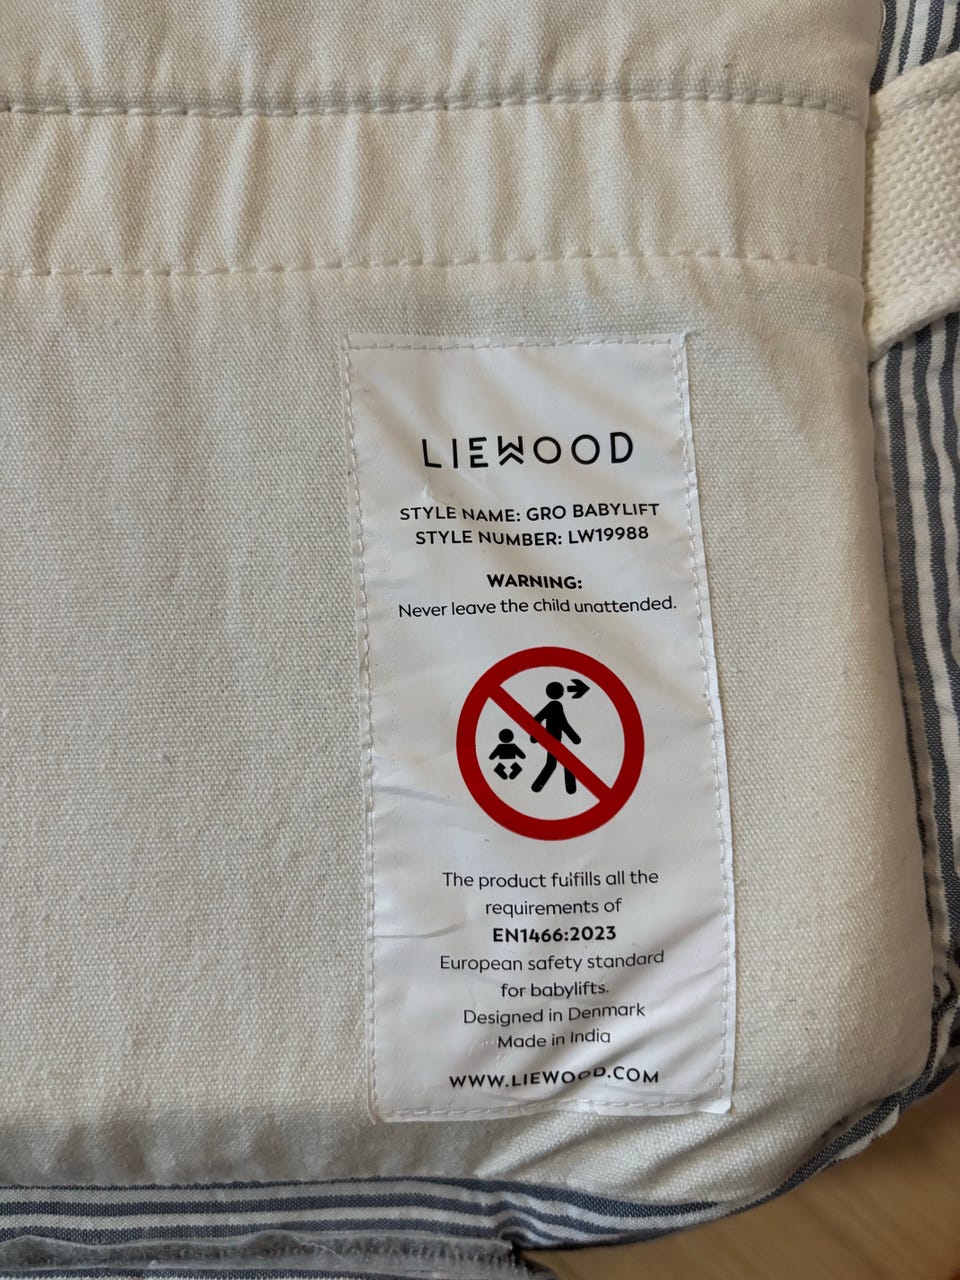 LIEWOOD
STYLE NAME: GRO BABYLIFT
STYLE NUMBER: LW19988
WARNING:
Never leave the child unattended.
The product fulfills all the
requirements of
EN1466:2023
European safety standard
for babylifts.
Designed in Denmark
Made in India
WWW.LIEWOOD.COM